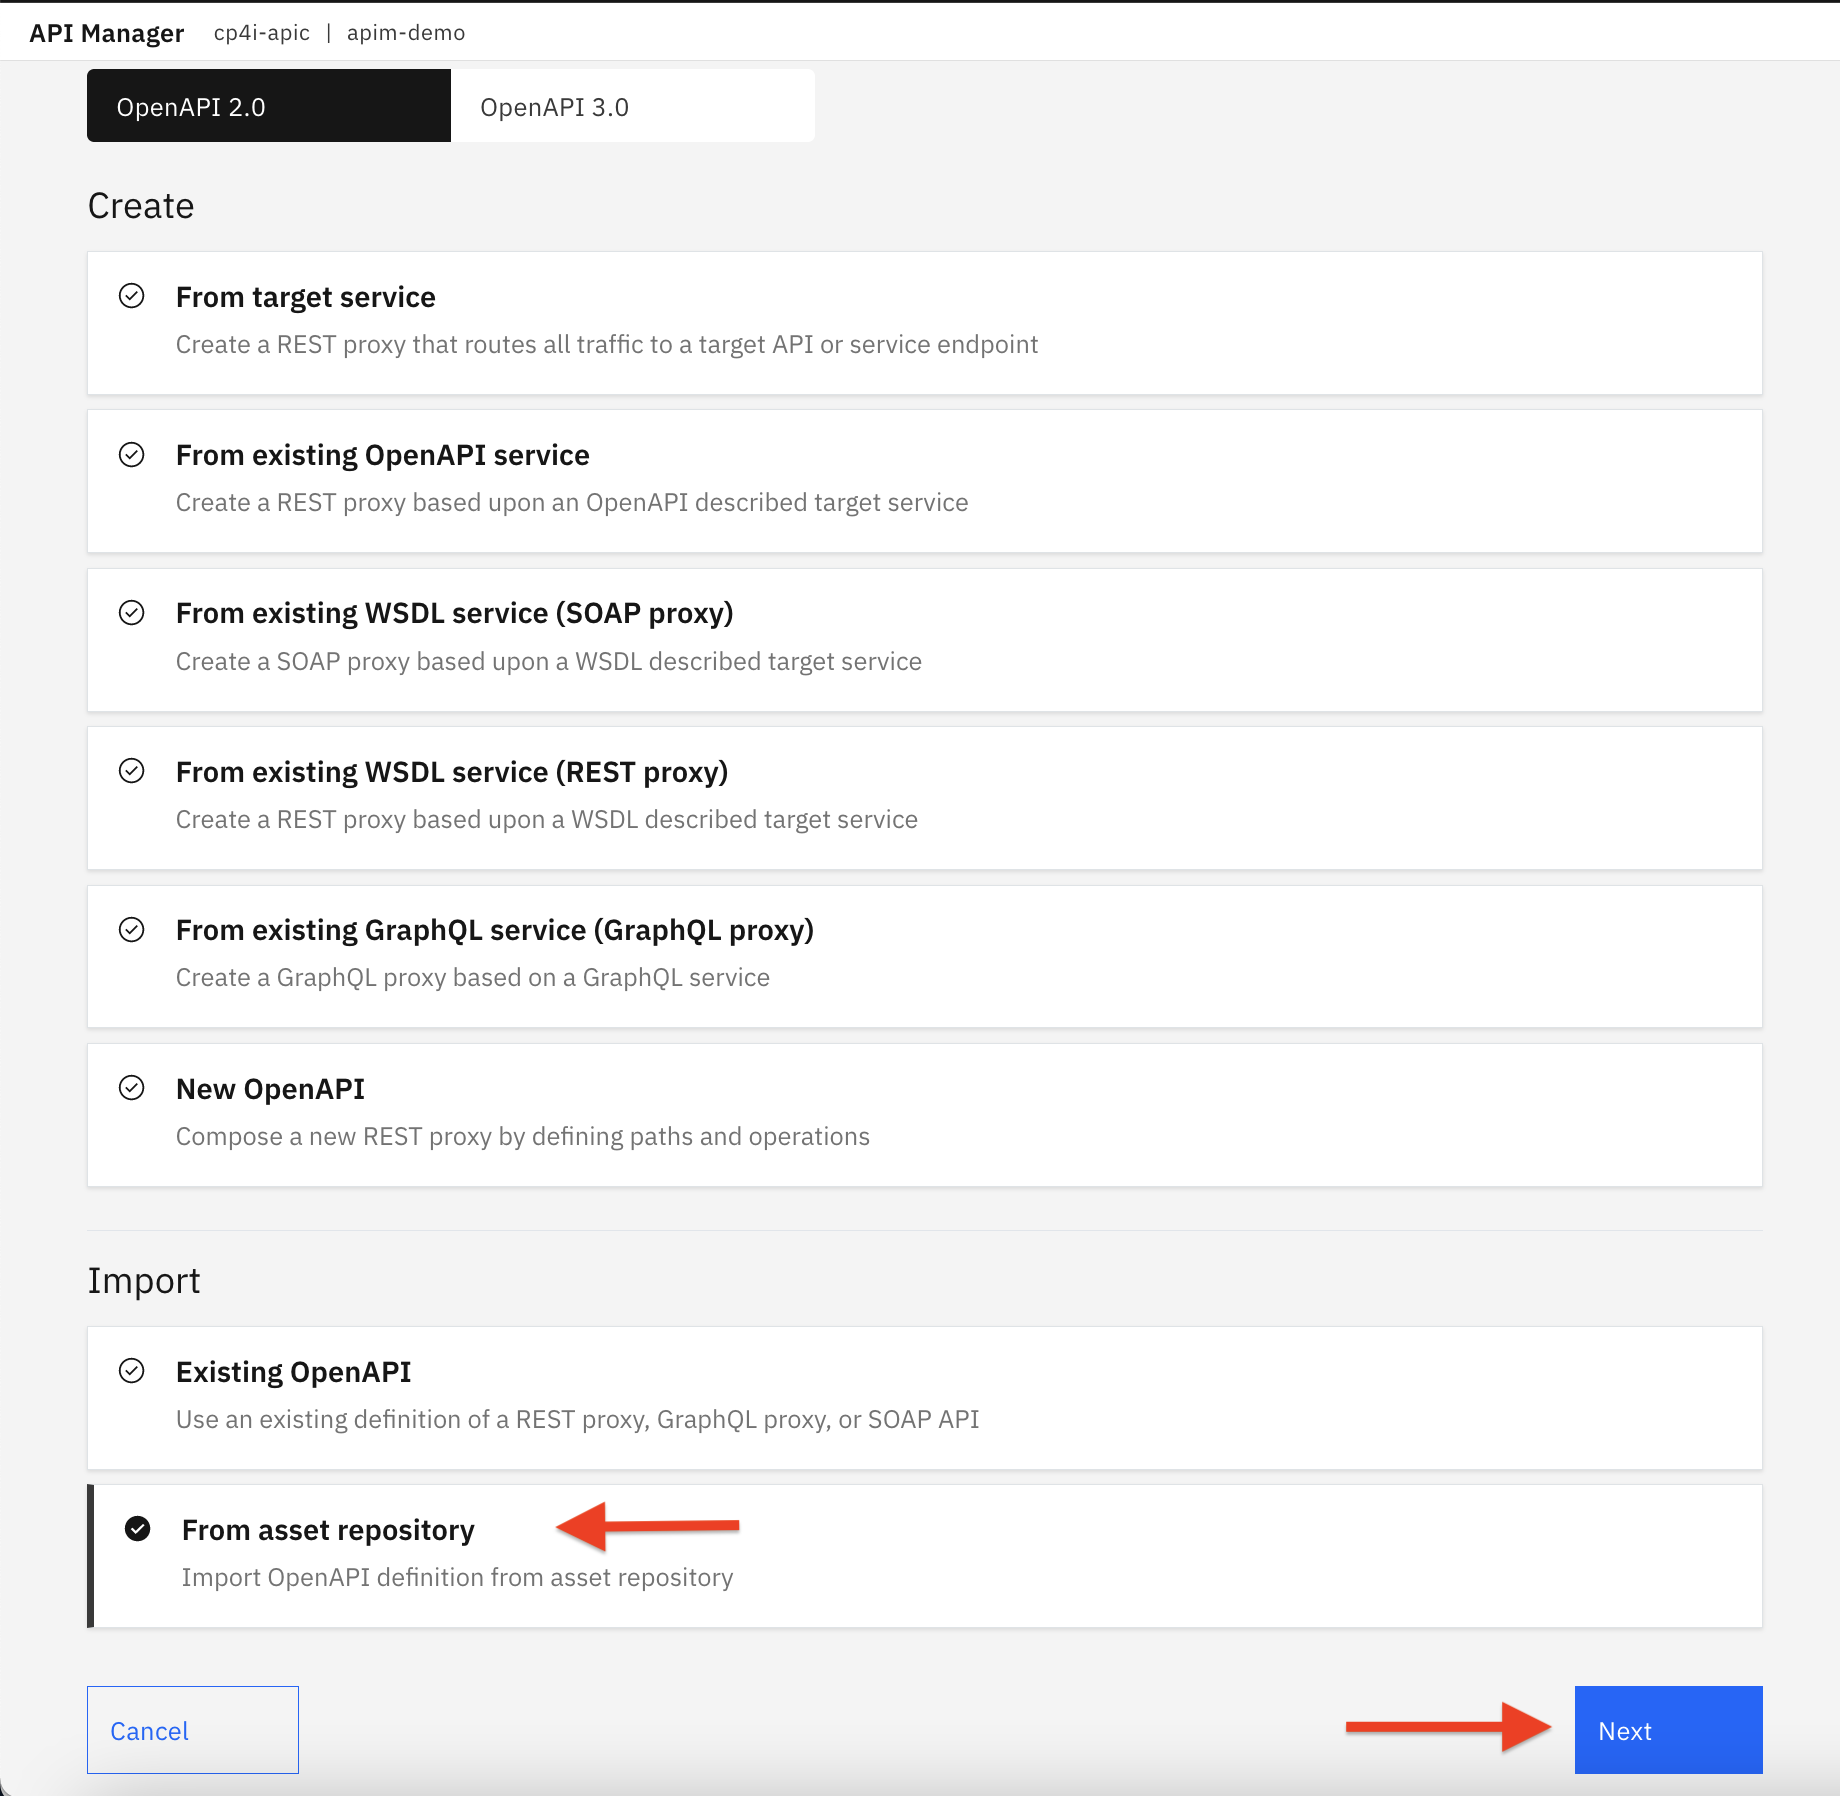 API Manager cp4i-apic | apim-demo
OpenAPI 2.0 OpenAPI 3.0
Create
From target service
Create a REST proxy that routes all traffic to a target API or service endpoint
From existing OpenAPI service
Create a REST proxy based upon an OpenAPI described target service
From existing WSDL service (SOAP proxy)
Create a SOAP proxy based upon a WSDL described target service
From existing WSDL service (REST proxy)
Create a REST proxy based upon a WSDL described target service
From existing GraphQL service (GraphQL proxy)
Create a GraphQL proxy based on a GraphQL service
New OpenAPI
Compose a new REST proxy by defining paths and operations
Import
Existing OpenAPI
Use an existing definition of a REST proxy, GraphQL proxy, or SOAP API
From asset repository
Import OpenAPI definition from asset repository
Cancel Next